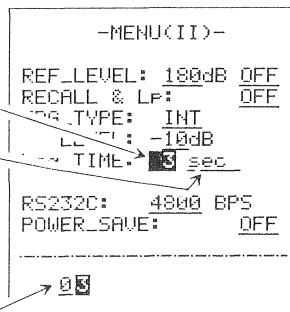 -MENU(II)-
REF_LEVEL: 180dB OFF
RECALL & Lp: OFF
TYPE: INT
-10dB
TIME: 3 sec
RS232C: 4800 BPS
POWER_SAVE: OFF
03